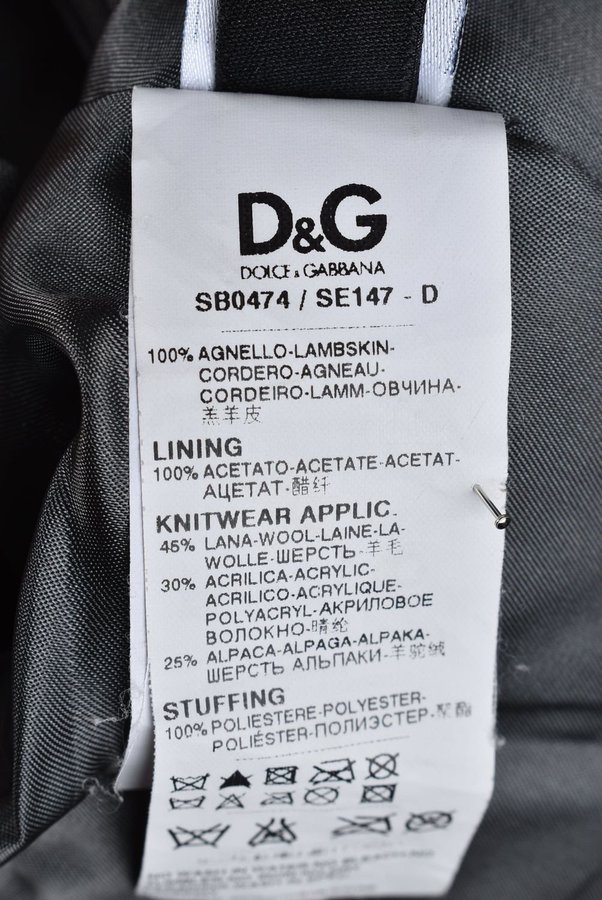 D&G
DOLCE & GABBANA
SB0474 / SE147 - D
100% AGNELLO-LAMBSKIN-
CORDERO-AGNEAU-
CORDEIRO-LAMM-ОВЧИНА-
羔羊皮
LINING
100% ACETATO-ACETATE-ACETAT-
АЦЕТАТ-醋纤
KNITWEAR APPLIC.
45% LANA-WOOL-LAINE-LA-
WOLLE-ШЕРСТЬ-羊毛
30% ACRILICA-ACRYLIC-
ACRILICO-ACRYLIQUE-
POLYACRYL-АКРИЛОВОЕ
ВОЛОКНО-晴纶
25% ALPACA-ALPAGA-ALPAKA-
ШЕРСТЬ АЛЬПАКИ-羊驼绒
STUFFING
100% POLIESTERE-POLYESTER-
POLIÉSTER-ПОЛИЭСТЕР-聚酯